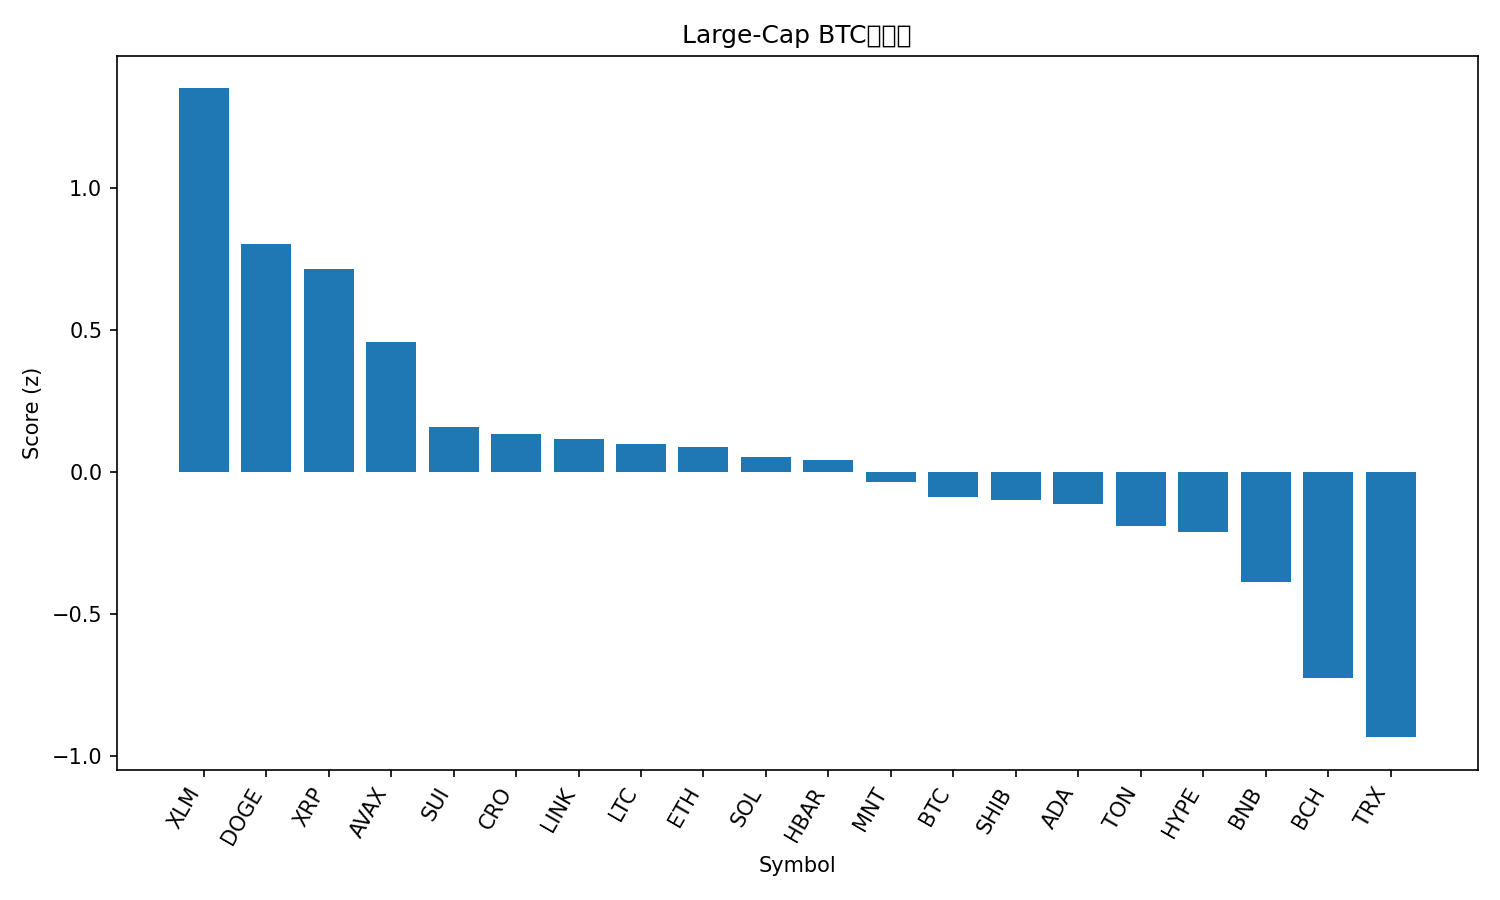 Large-Cap BTC
Score (z)
1.0
0.5
0.0
−0.5
−1.0
XLM
DOGE
XRP
AVAX
SUI
CRO
LINK
LTC
ETH
SOL
HBAR
MNT
BTC
SHIB
ADA
TON
HYPE
BNB
BCH
TRX
Symbol